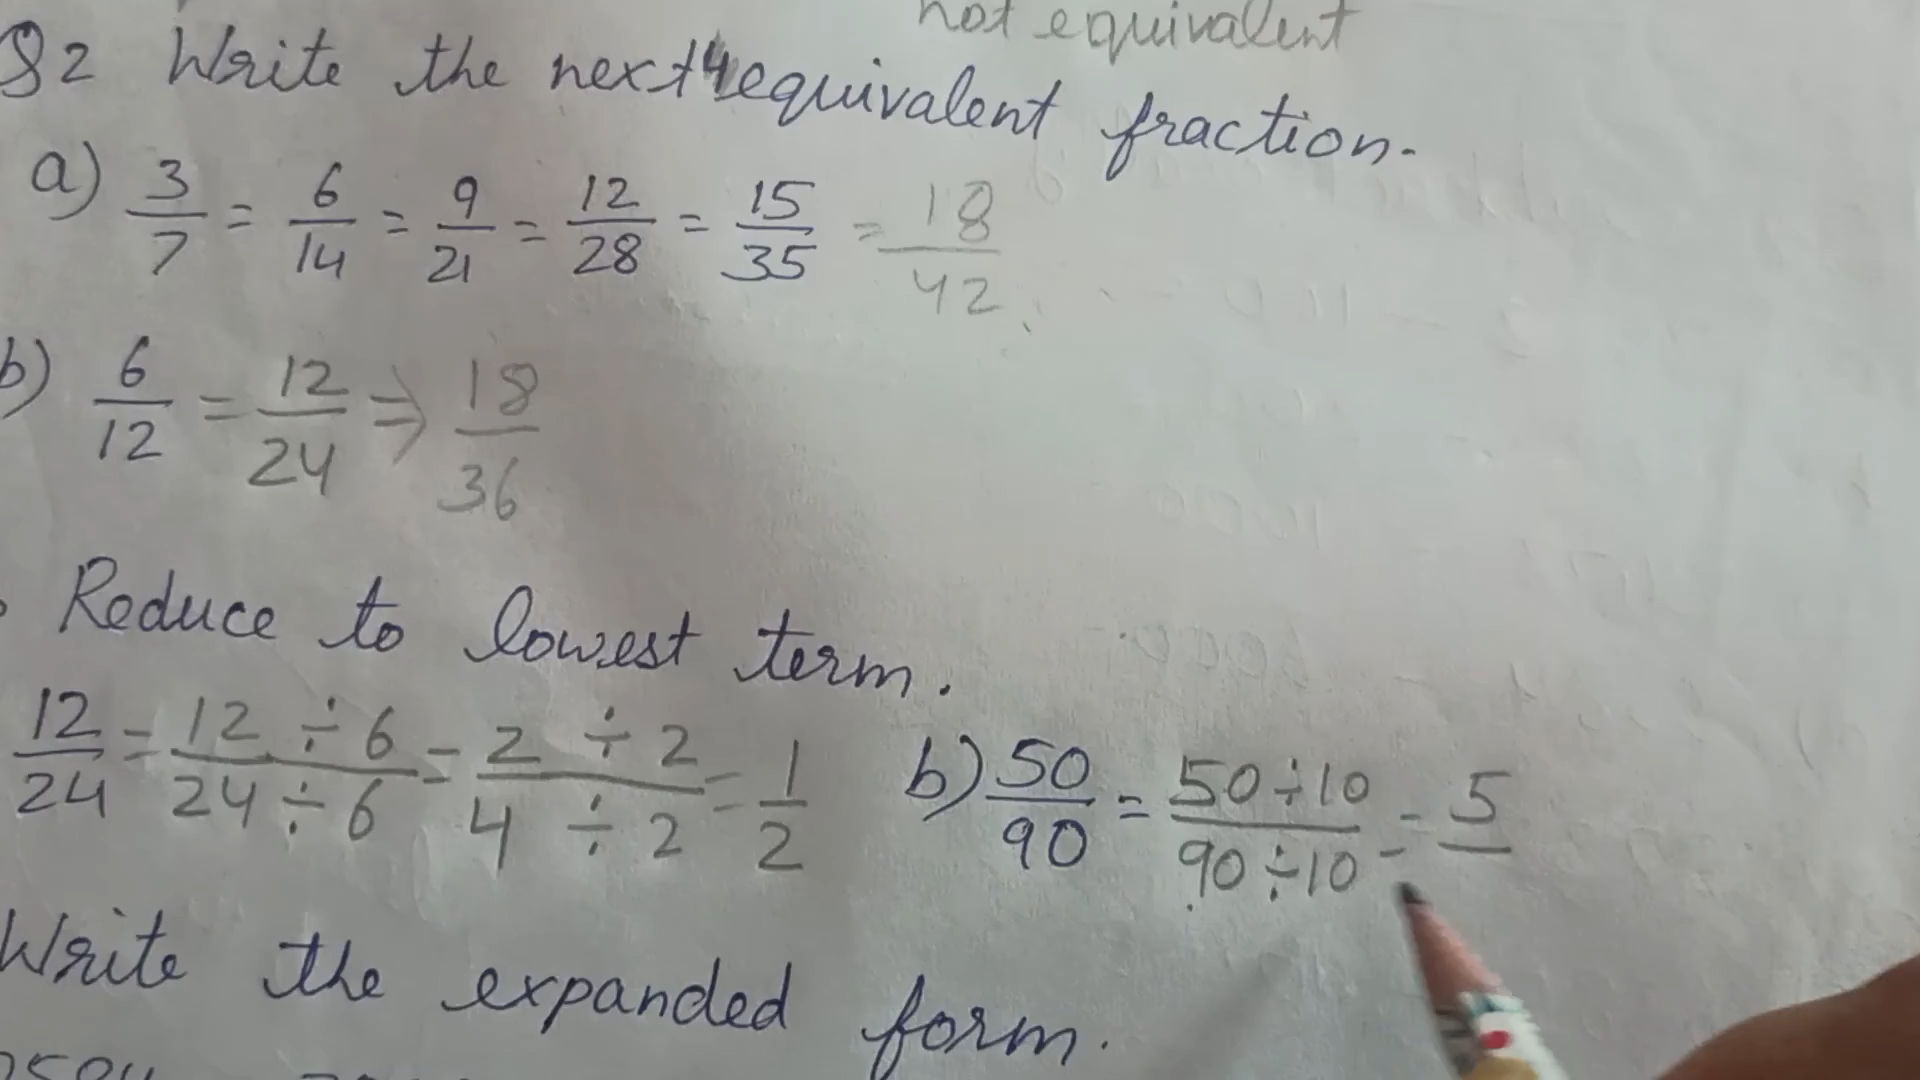 not equivalent
Q2 Write the next 4 equivalent fraction.
a) 3/7 = 6/14 = 9/21 = 12/28 = 15/35 = 18/42
b) 6/12 = 12/24 => 18/36
Reduce to lowest term.
12/24 = 12÷6/24÷6 = 2÷2/4÷2 = 1/2 b) 50/90 = 50÷10/90÷10 = 5/
Write the expanded form.